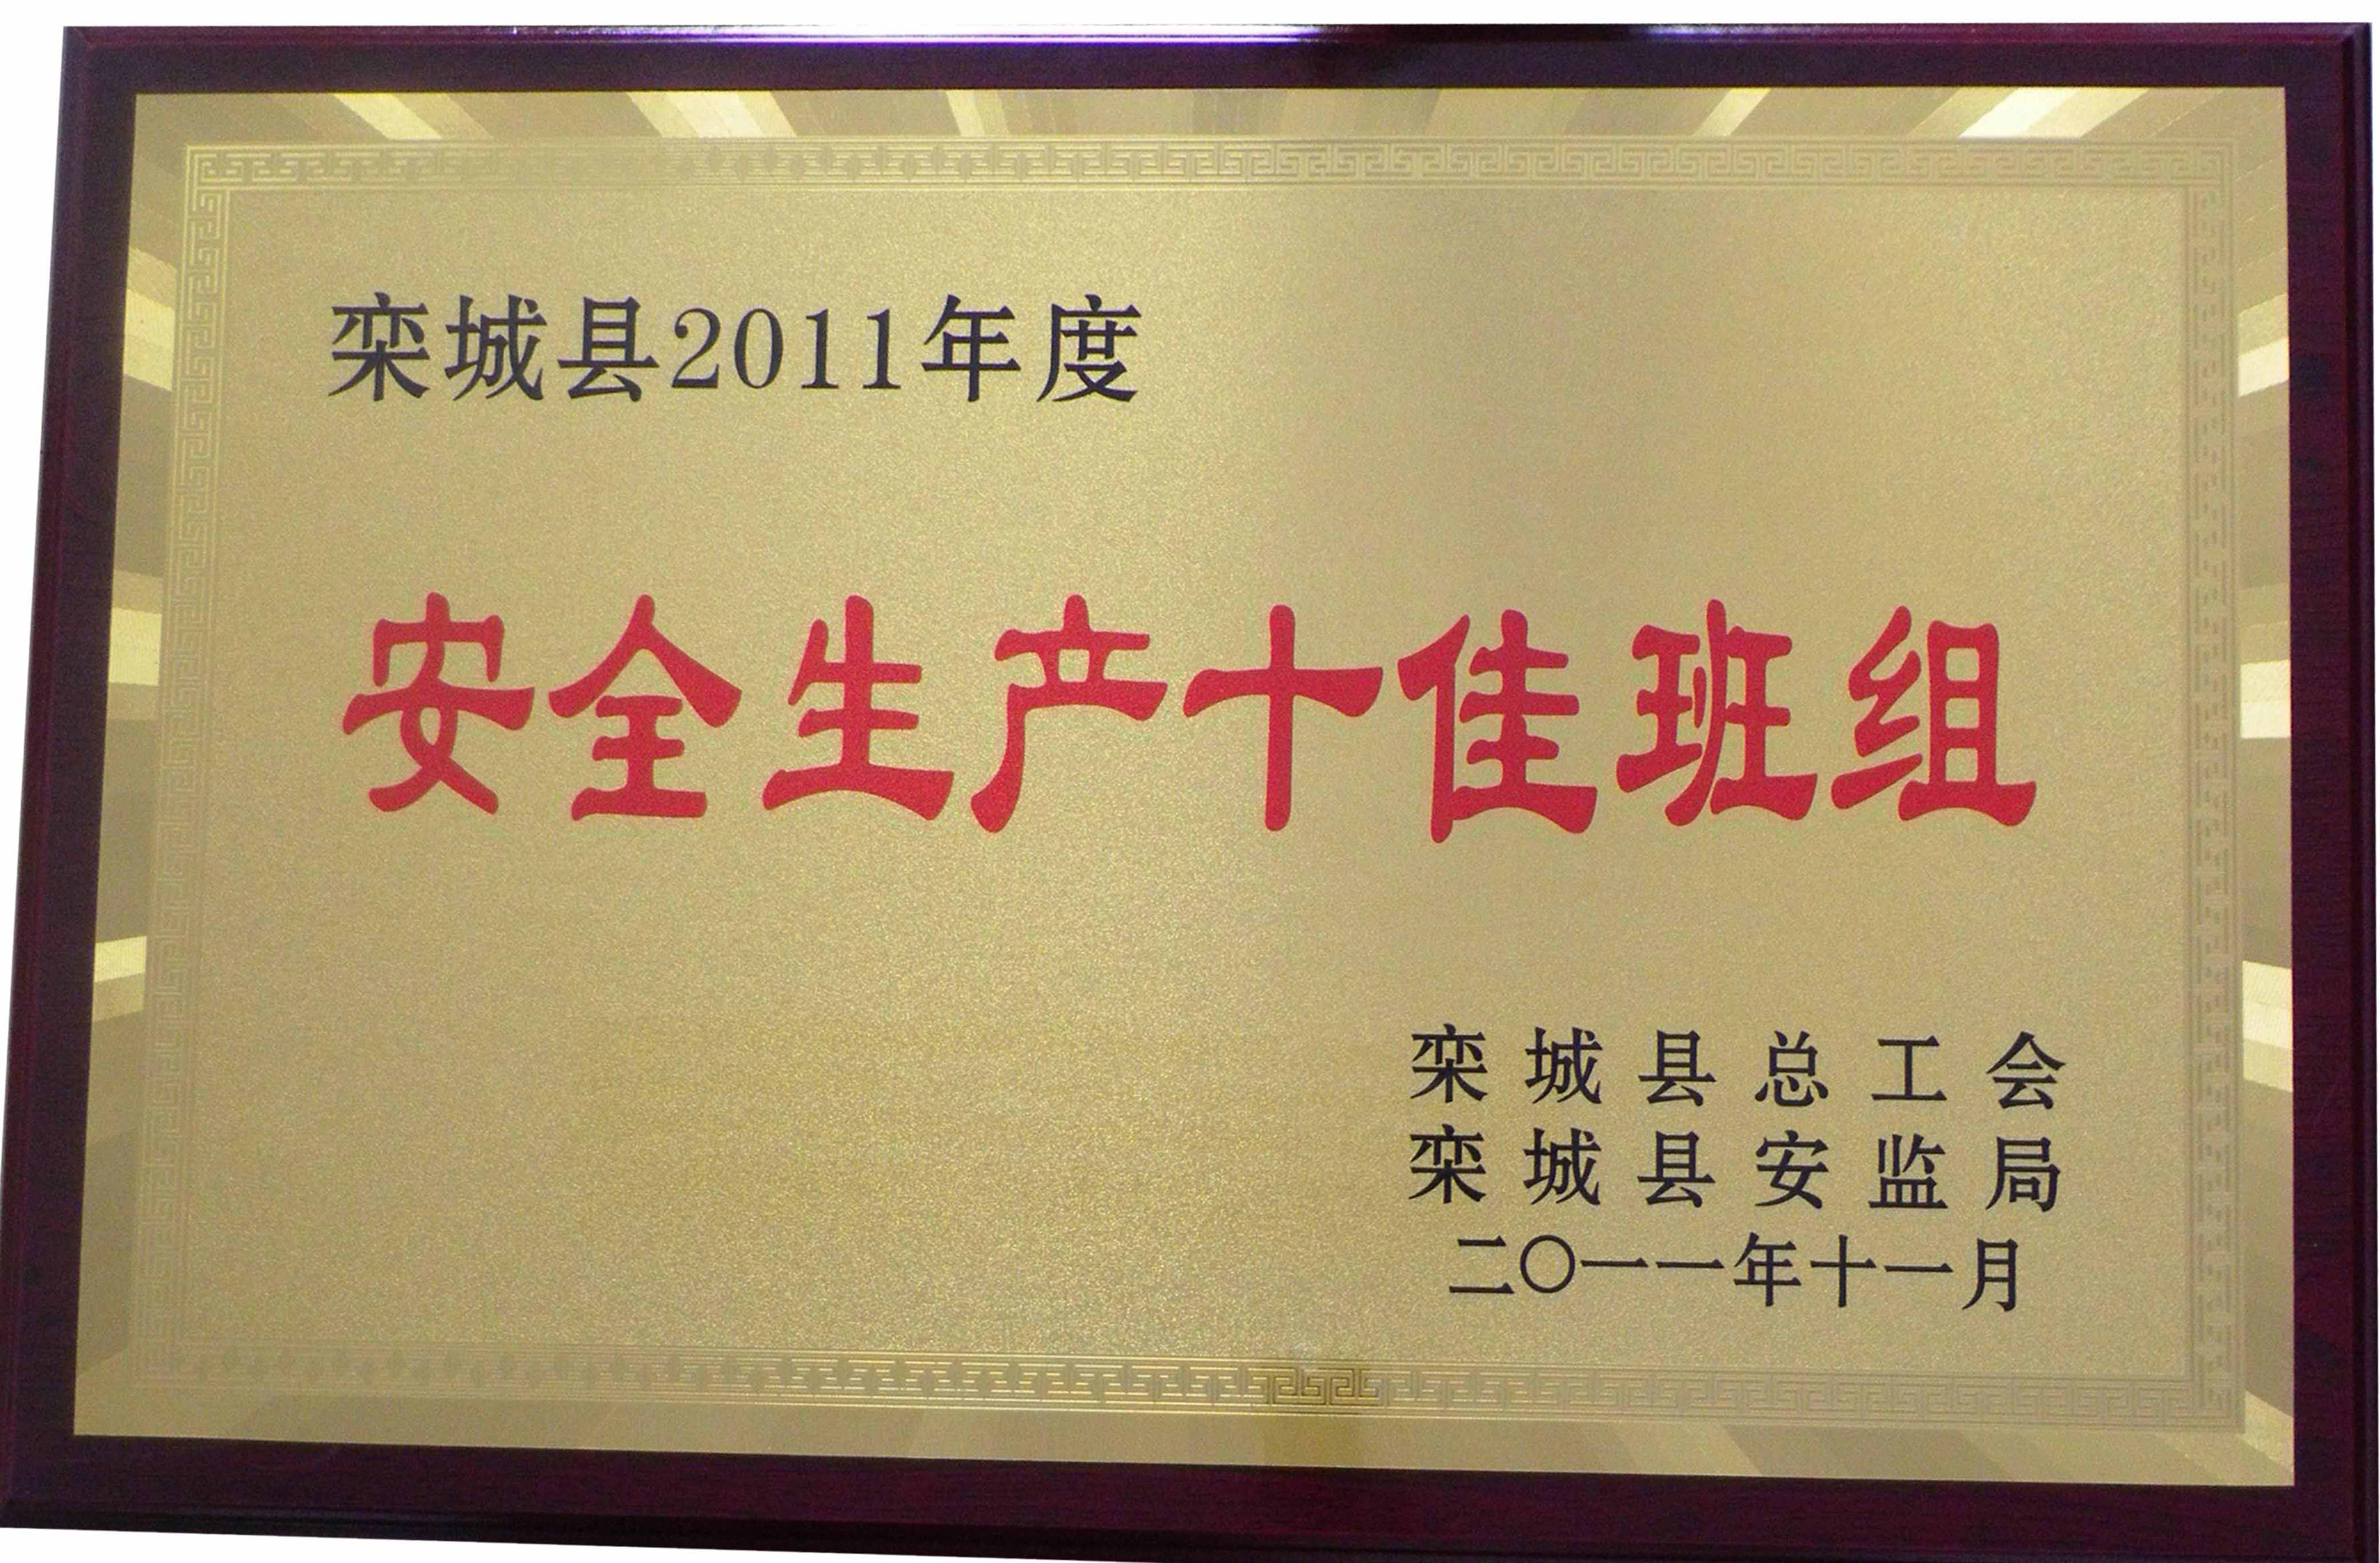 栾城县2011年度
安全生产十佳班组
栾城县总工会
栾城县安监局
二〇一一年十一月